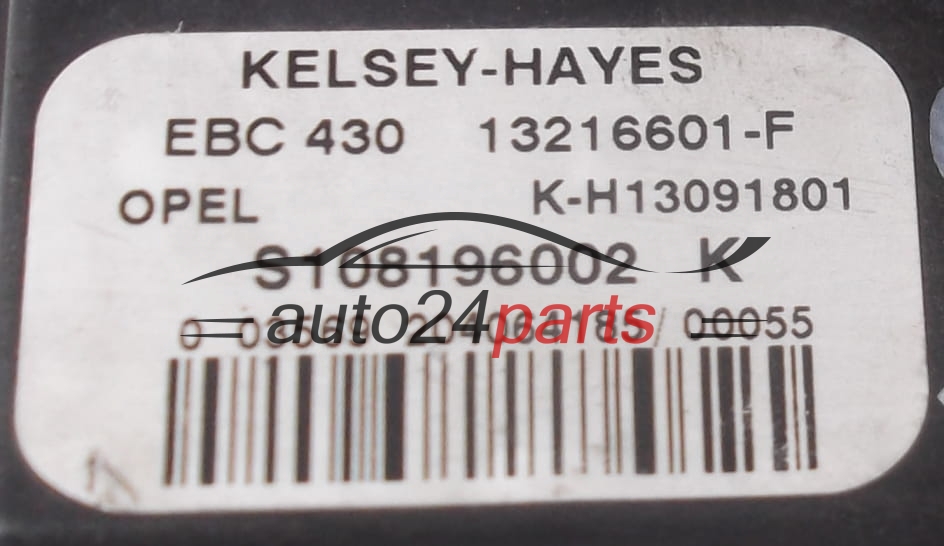 KELSEY-HAYES
EBC 430 13216601-F
OPEL K-H13091801
S108196002 K
auto24parts
00055